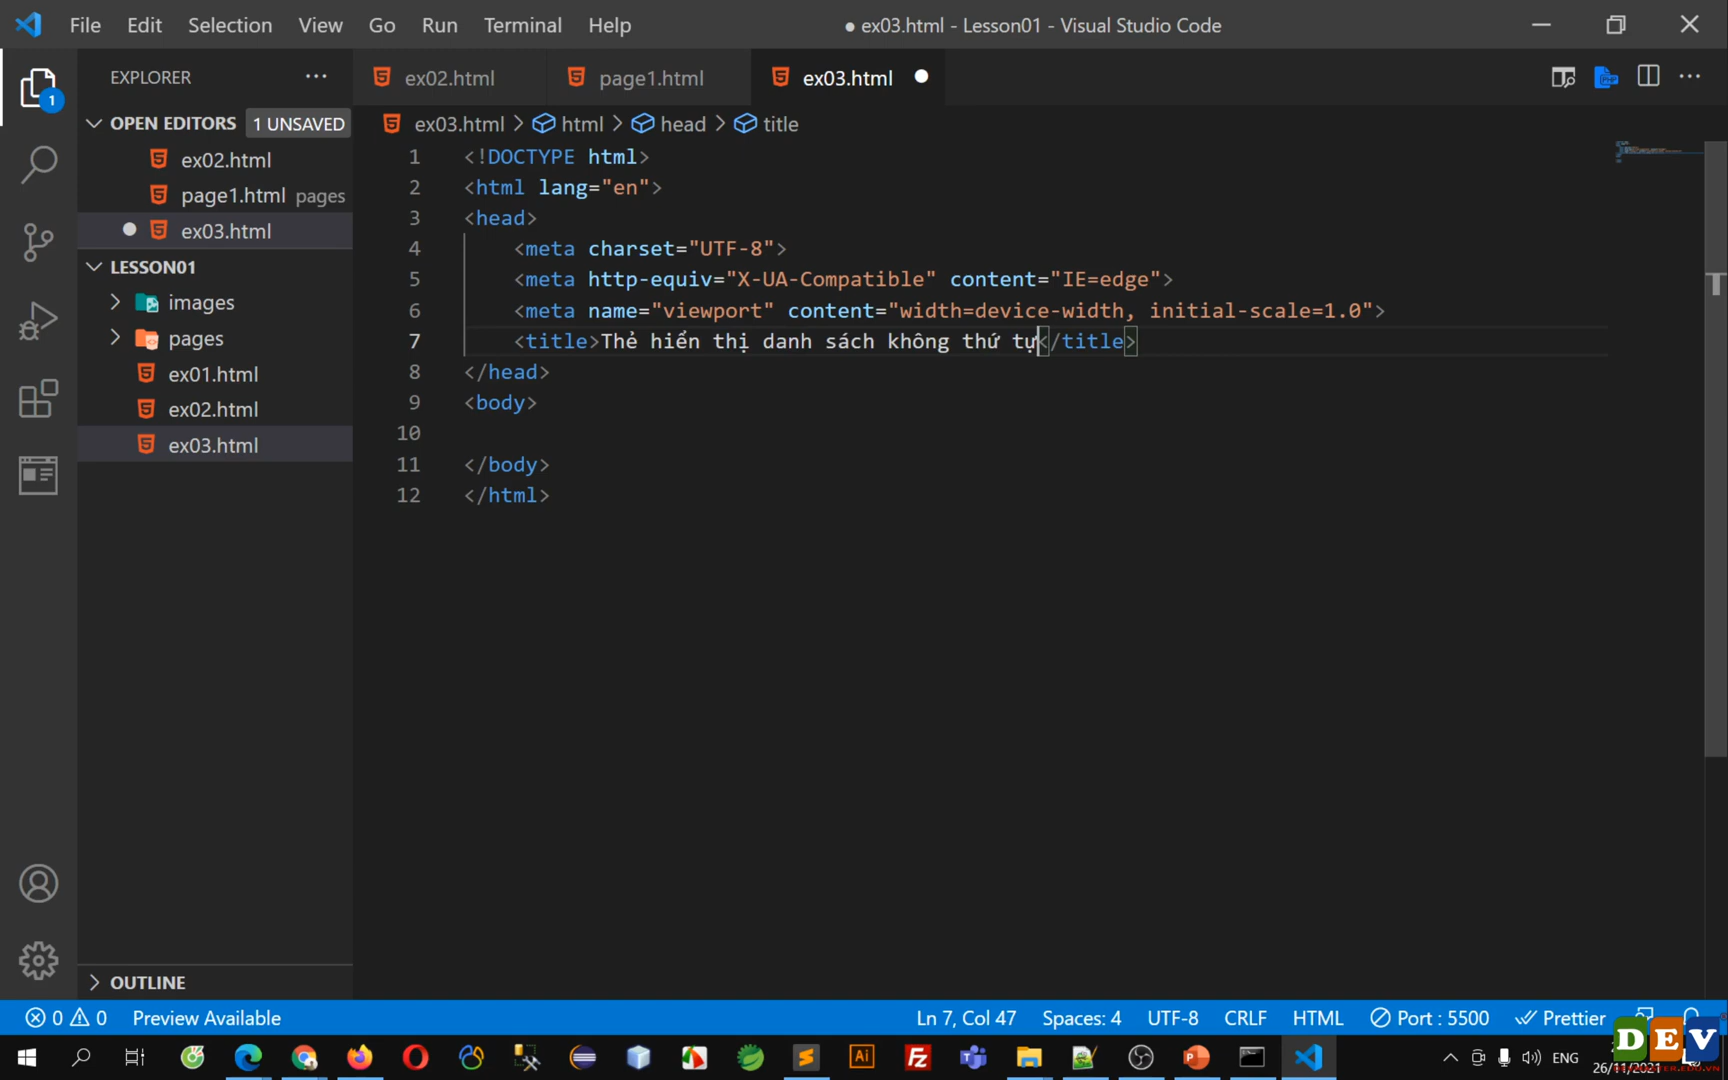 File Edit Selection View Go Run Terminal Help
● ex03.html - Lesson01 - Visual Studio Code
EXPLORER
ex02.html
page1.html
ex03.html
1
OPEN EDITORS 1 UNSAVED
ex02.html
page1.html pages
ex03.html
LESSON01
images
pages
ex01.html
ex02.html
ex03.html
OUTLINE
ex03.html > html > head > title
1 <!DOCTYPE html>
2 <html lang="en">
3 <head>
4 <meta charset="UTF-8">
5 <meta http-equiv="X-UA-Compatible" content="IE=edge">
6 <meta name="viewport" content="width=device-width, initial-scale=1.0">
7 <title>Thẻ hiển thị danh sách không thứ tự</title>
8 </head>
9 <body>
10
11 </body>
12 </html>
0 0 Preview Available
Ln 7, Col 47 Spaces: 4 UTF-8 CRLF HTML Port : 5500 Prettier
Ai
ENG
26/11/2021
DEV